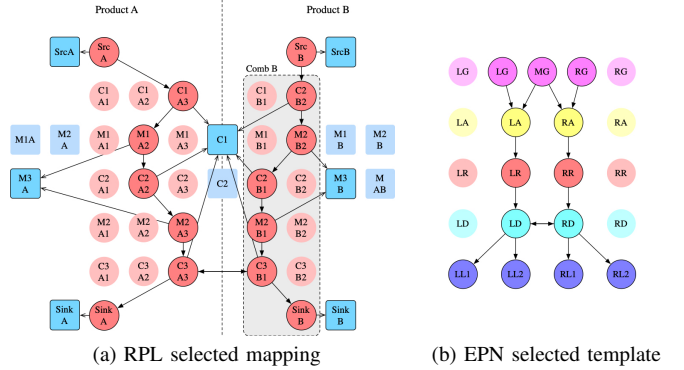 Product A
Product B
SrcA
Src
A
Src
B
SrcB
Comb B
C1
A1
C1
A2
C1
A3
C1
B1
C2
B2
M1A
M2
A
M1
A1
M1
A2
M1
A3
C1
M1
B1
M2
B2
M1
B
M2
B
M3
A
C2
A1
C2
A2
C2
A3
C2
C2
B1
C2
B2
M3
B
M
AB
M2
A1
M2
A2
M2
A3
M2
B1
M2
B2
C3
A1
C3
A2
C3
A3
C3
B1
C3
B2
Sink
A
Sink
A
Sink
B
Sink
B
(a) RPL selected mapping
LG
LG
MG
RG
RG
LA
LA
RA
RA
LR
LR
RR
RR
LD
LD
RD
RD
LL1
LL2
RL1
RL2
(b) EPN selected template